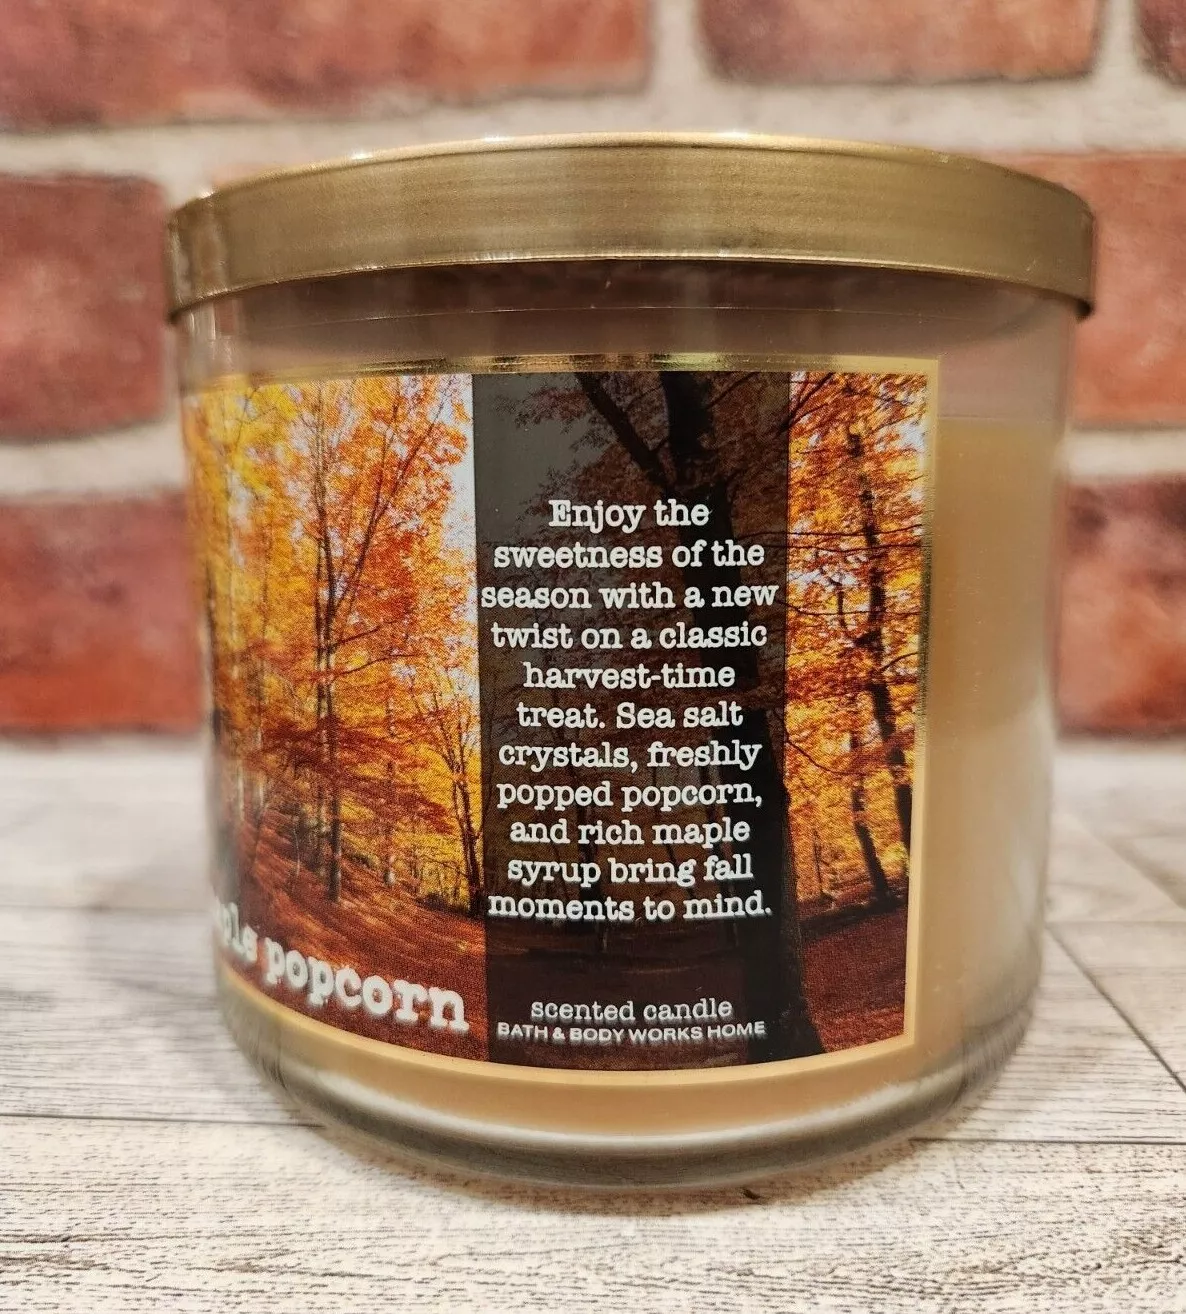 Enjoy the
sweetness of the
season with a new
twist on a classic
harvest-time
treat. Sea salt
crystals, freshly
popped popcorn,
and rich maple
syrup bring fall
moments to mind.
scented candle
BATH & BODY WORKS HOME
popcorn